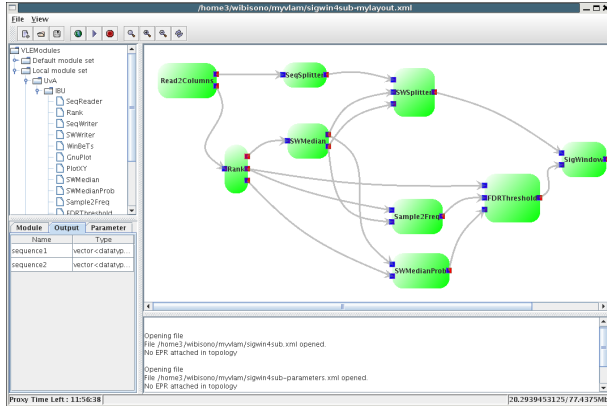 /home3/wibisono/myvlam/sigwin4sub-mylayout.xml
File View
VLEModules
Default module set
Local module set
UvA
IBU
SeqReader
Rank
SeqWriter
SWWriter
WinBeTs
GnuPlot
PlotXY
SWMedian
SWMedianProb
Sample2Freq
FDRThreshold
Module Output Parameter
Name Type
sequence1 vector<datatyp...
sequence2 vector<datatyp...
Read2Columns
SeqSplitter
SWSplitter
SWMedian
Rank
SigWindow
FDRThreshold
Sample2Freq
SWMedianProb
Opening file
File /home3/wibisono/myvlam/sigwin4sub.xml opened.
No EPR attached in topology
Opening file
File /home3/wibisono/myvlam/sigwin4sub-parameters.xml opened.
No EPR attached in topology
Proxy Time Left : 11:56:38
20.2939453125/77.4375Mb